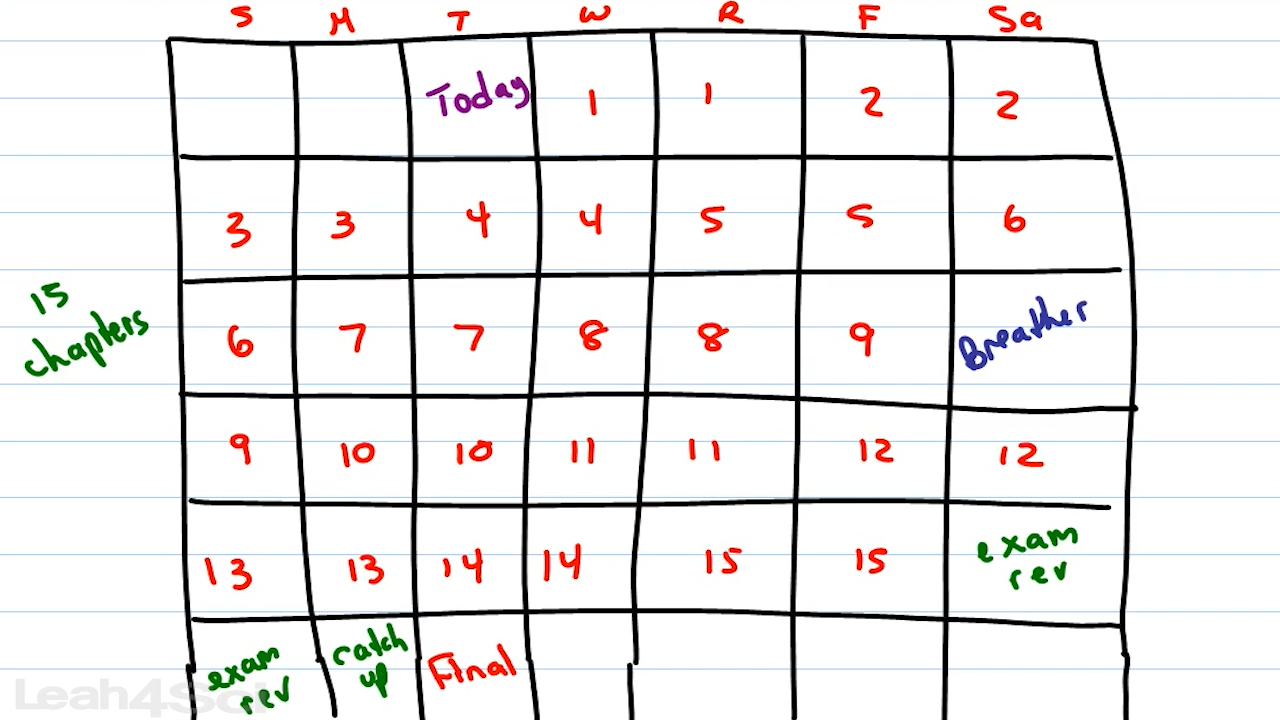 S M T W R F Sa
Today 1 1 2 2
3 3 4 4 5 5 6
15
chapters
6 7 7 8 8 9 Breather
9 10 10 11 11 12 12
13 13 14 14 15 15 exam
rev
exam
rev
catch
up
Final
Leah4Sci